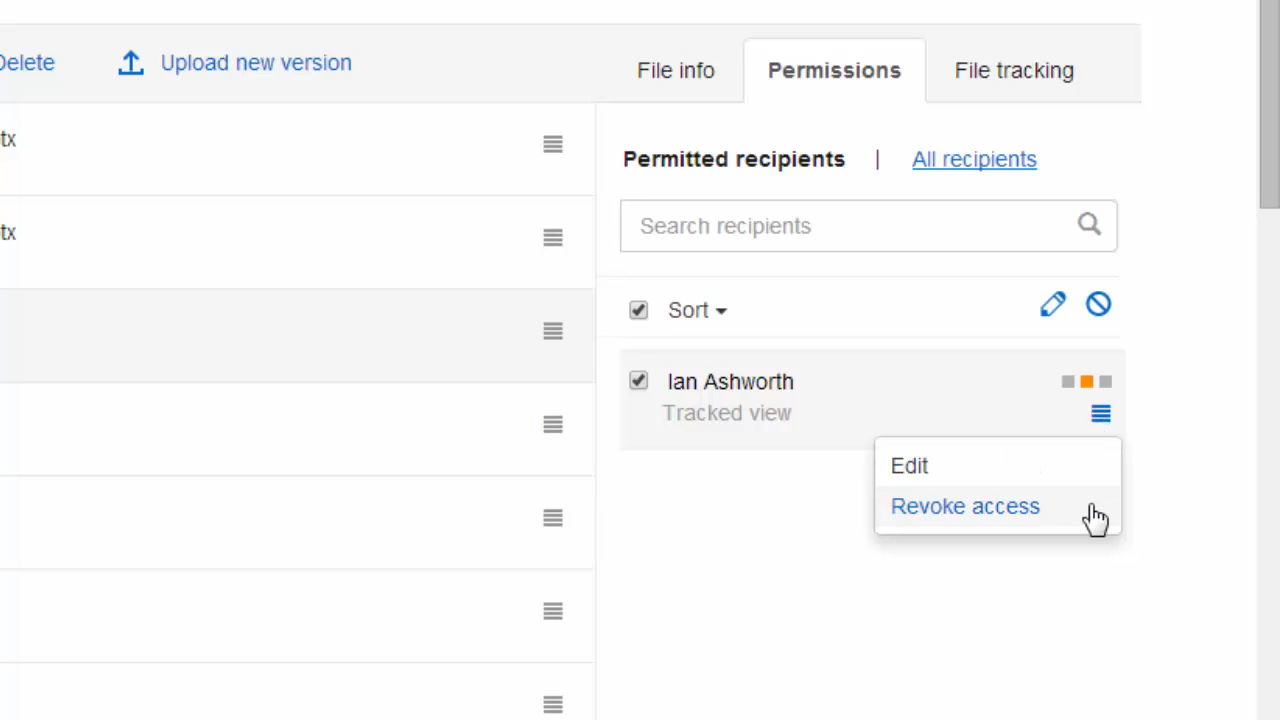 Delete
Upload new version
File info
Permissions
File tracking
tx
tx
Permitted recipients | All recipients
Search recipients
Sort
Ian Ashworth
Tracked view
Edit
Revoke access